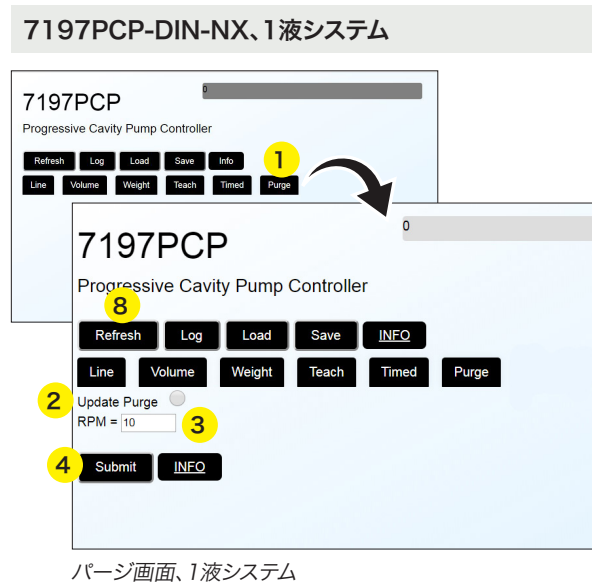 7197PCP-DIN-NX、1液システム
0
7197PCP
Progressive Cavity Pump Controller
Refresh Log Load Save Info
1
Line Volume Weight Teach Timed Purge
0
7197PCP
Progressive Cavity Pump Controller
8
Refresh Log Load Save INFO
Line Volume Weight Teach Timed Purge
2 Update Purge
RPM = 10 3
4 Submit INFO
パージ画面、1液システム